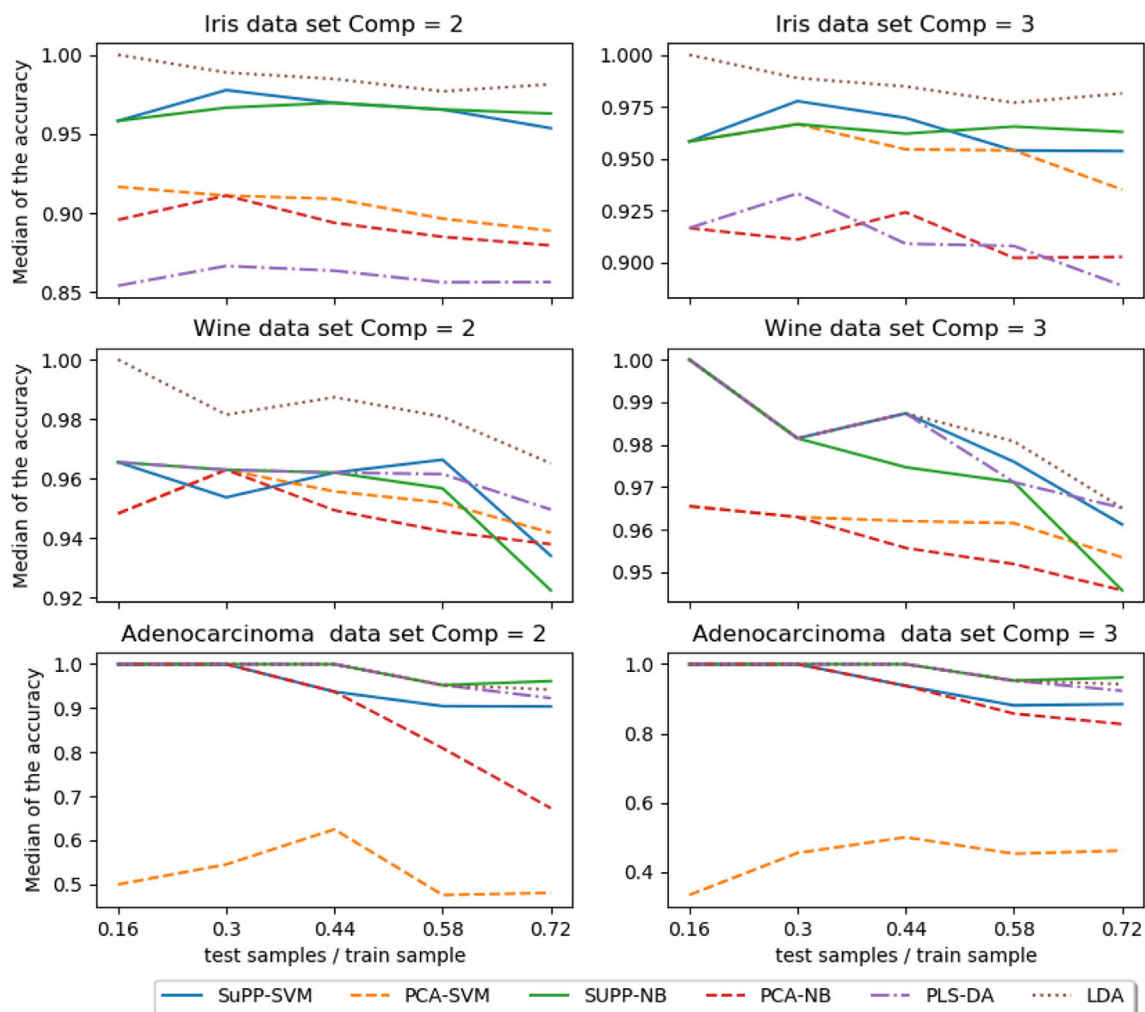 Iris data set Comp = 2
Iris data set Comp = 3
Median of the accuracy
1.00
0.95
0.90
0.85
1.000
0.975
0.950
0.925
0.900
Wine data set Comp = 2
Wine data set Comp = 3
Median of the accuracy
1.00
0.98
0.96
0.94
0.92
1.00
0.99
0.98
0.97
0.96
0.95
Adenocarcinoma data set Comp = 2
Adenocarcinoma data set Comp = 3
Median of the accuracy
1.0
0.9
0.8
0.7
0.6
0.5
1.0
0.8
0.6
0.4
0.16 0.3 0.44 0.58 0.72
0.16 0.3 0.44 0.58 0.72
test samples / train sample
test samples / train sample
SuPP-SVM PCA-SVM SUPP-NB PCA-NB PLS-DA LDA